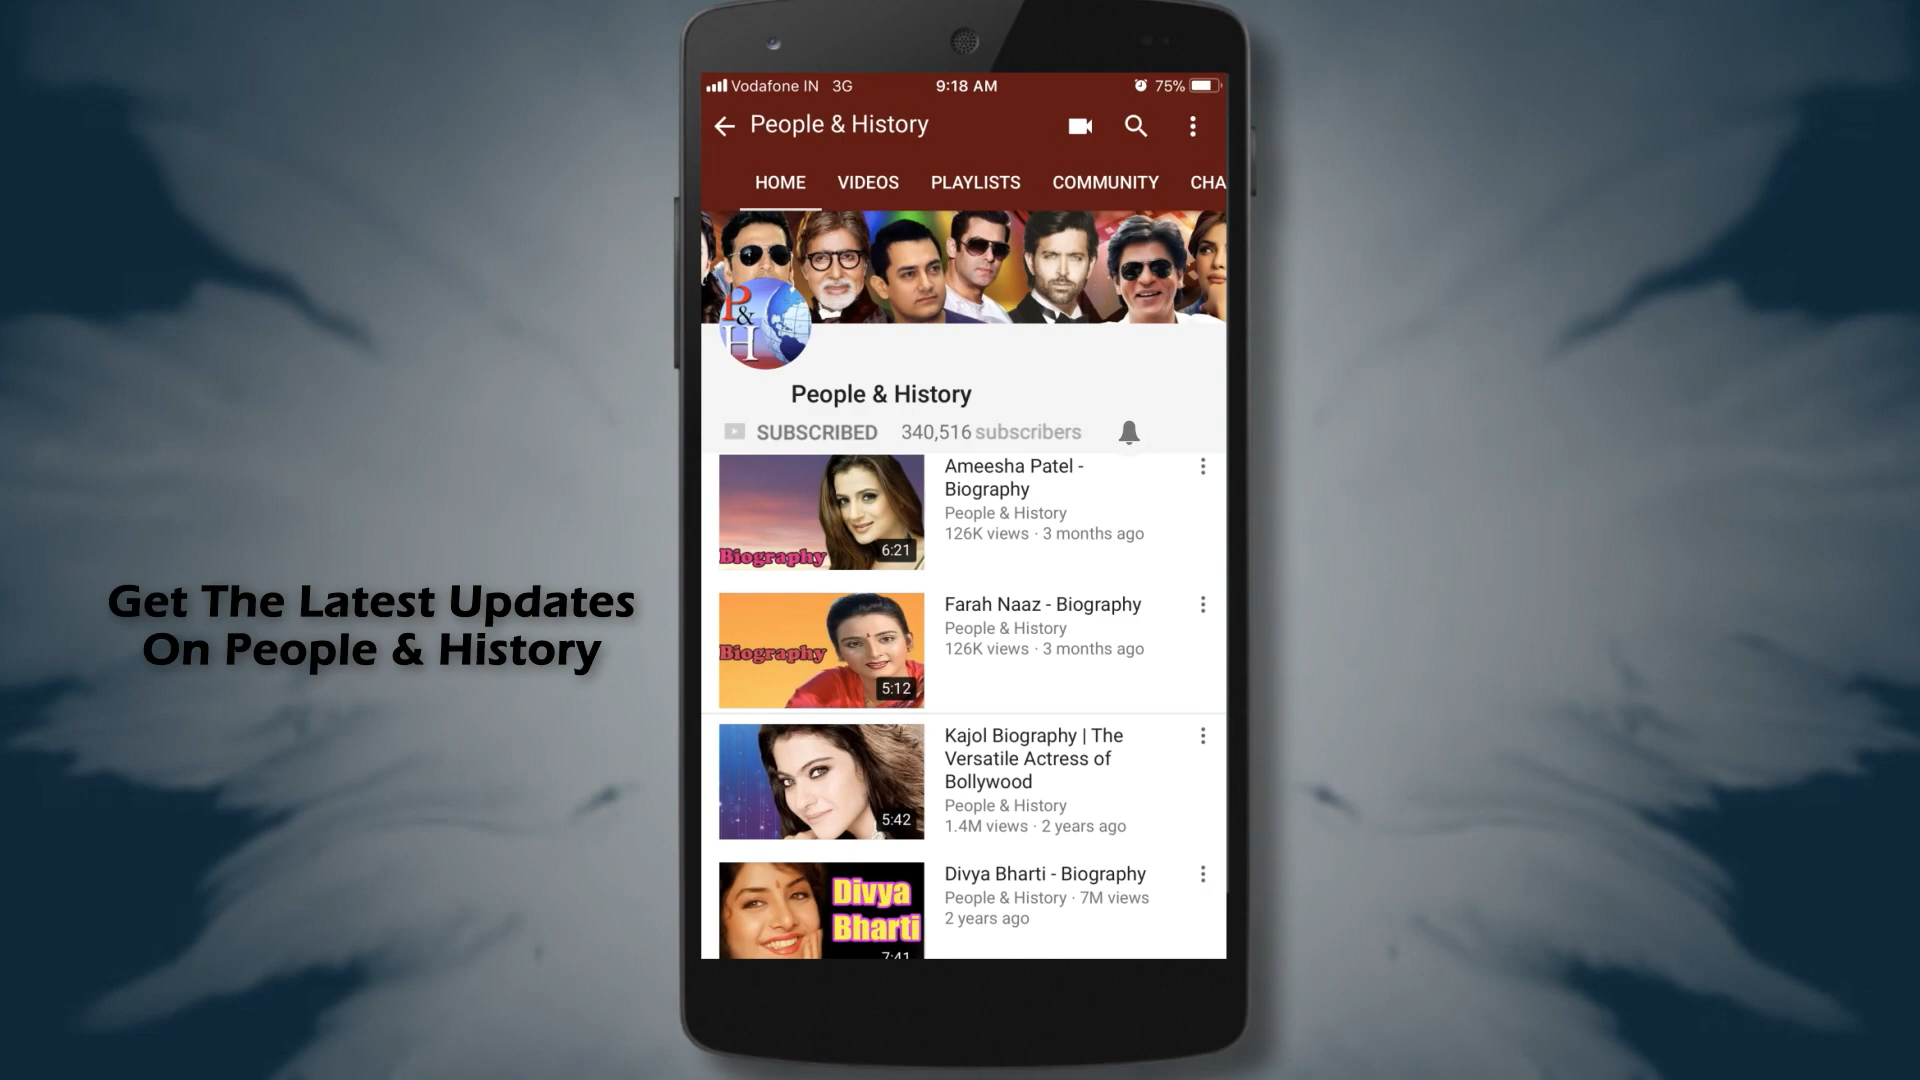 Vodafone IN 3G 9:18 AM 75%
People & History
HOME VIDEOS PLAYLISTS COMMUNITY CHA
P
&
H
People & History
SUBSCRIBED 340,516 subscribers
Ameesha Patel -
Biography
People & History
126K views · 3 months ago
Biography
6:21
Farah Naaz - Biography
People & History
126K views · 3 months ago
Biography
5:12
Kajol Biography | The
Versatile Actress of
Bollywood
People & History
1.4M views · 2 years ago
5:42
Divya Bharti - Biography
People & History · 7M views
2 years ago
Divya
Bharti
7:41
Get The Latest Updates
On People & History